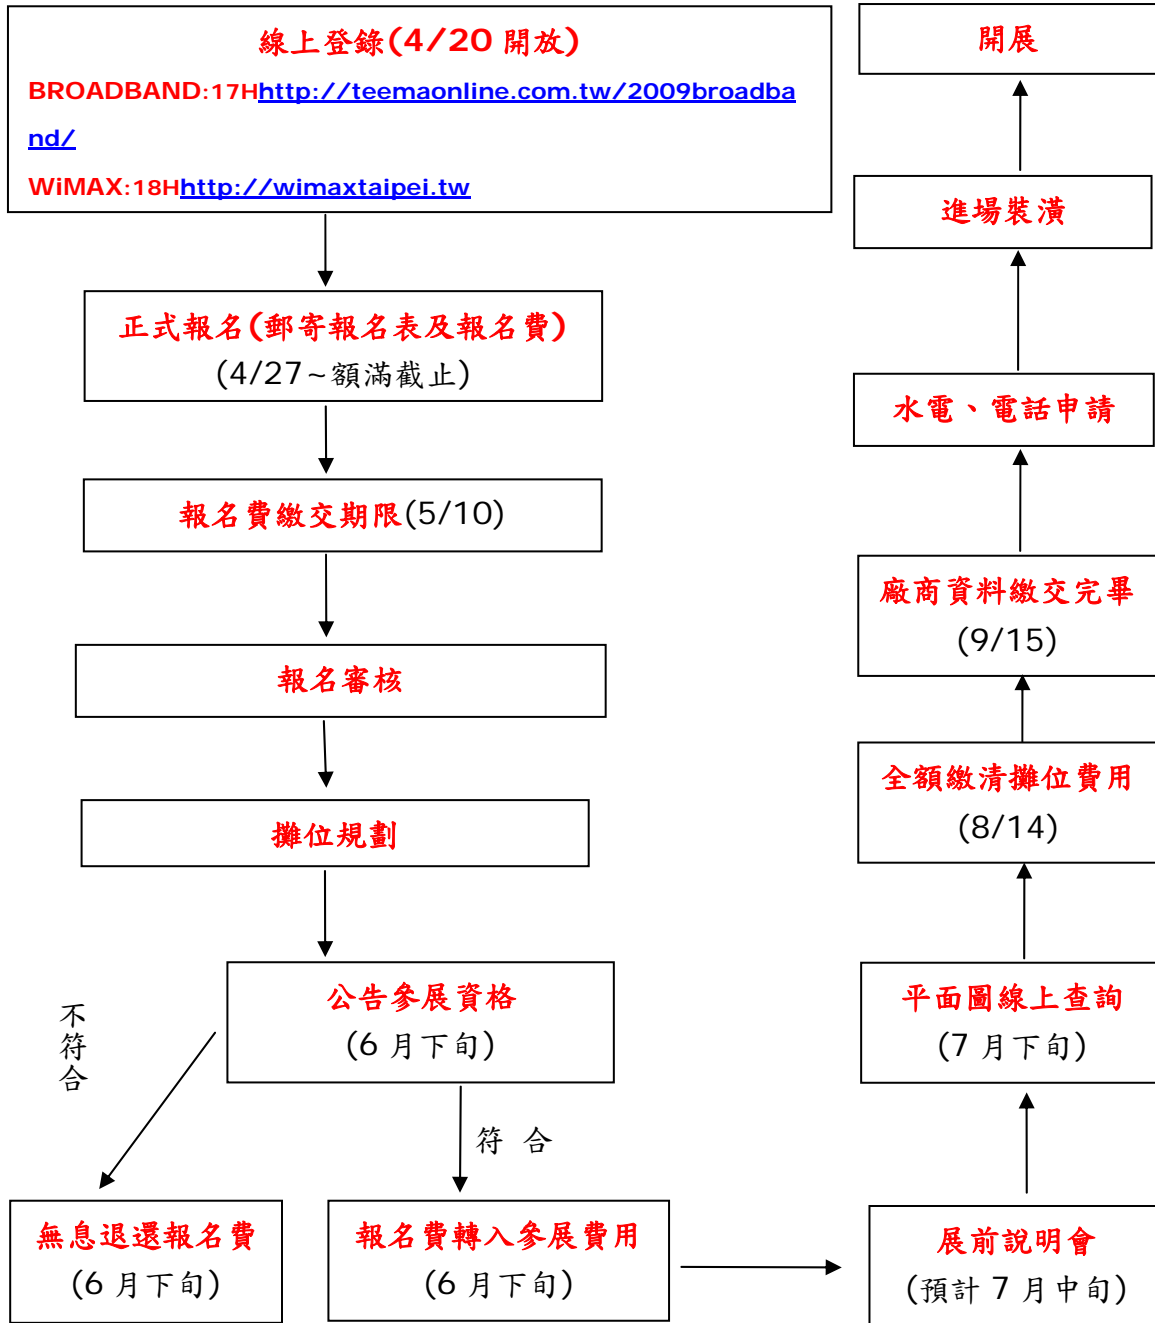 線上登錄(4/20 開放)
BROADBAND:17Hhttp://teemaonline.com.tw/2009broadba
nd/
WiMAX:18Hhttp://wimaxtaipei.tw
正式報名(郵寄報名表及報名費)
(4/27~額滿截止)
報名費繳交期限(5/10)
報名審核
攤位規劃
公告參展資格
(6 月下旬)
不
符
合
符 合
無息退還報名費
(6 月下旬)
報名費轉入參展費用
(6 月下旬)
展前說明會
(預計 7 月中旬)
平面圖線上查詢
(7 月下旬)
全額繳清攤位費用
(8/14)
廠商資料繳交完畢
(9/15)
水電、電話申請
進場裝潢
開展